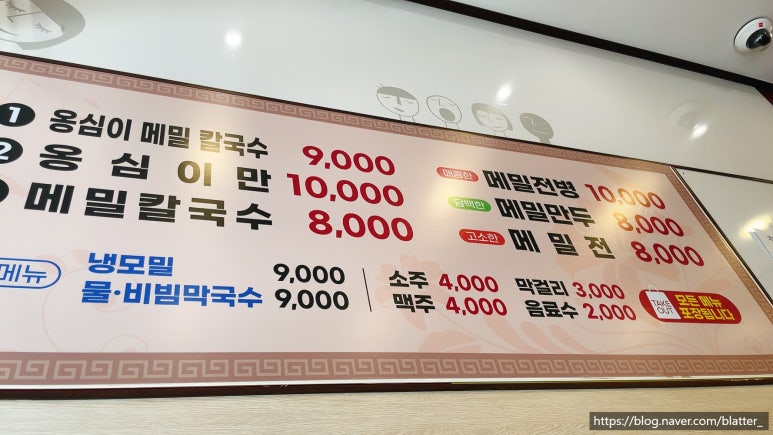 1 옹심이 메밀 칼국수 9,000
2 옹심이만 10,000
메밀칼국수 8,000
매콤한 메밀전병 10,000
담백한 메밀만두 8,000
고소한 메밀전 8,000
메뉴
냉모밀 9,000
물·비빔막국수 9,000
소주 4,000
맥주 4,000
막걸리 3,000
음료수 2,000
TAKE OUT
모든 메뉴
포장됩니다
https://blog.naver.com/blatter_